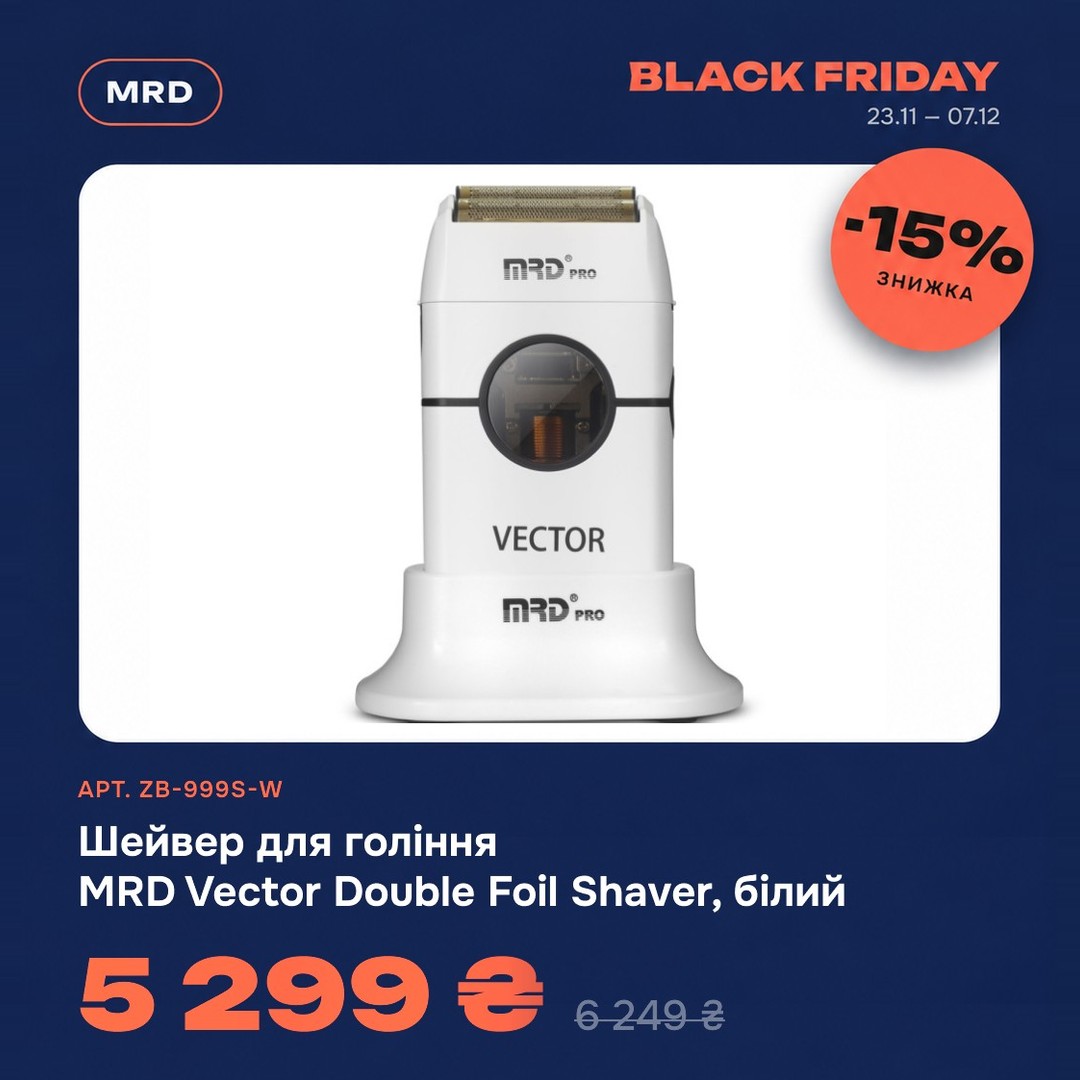 MRD
BLACK FRIDAY
23.11 – 07.12
-15%
ЗНИЖКА
MRD® PRO
VECTOR
MRD® PRO
АРТ. ZB-999S-W
Шейвер для гоління
MRD Vector Double Foil Shaver, білий
5 299 ₴ 6 249 ₴